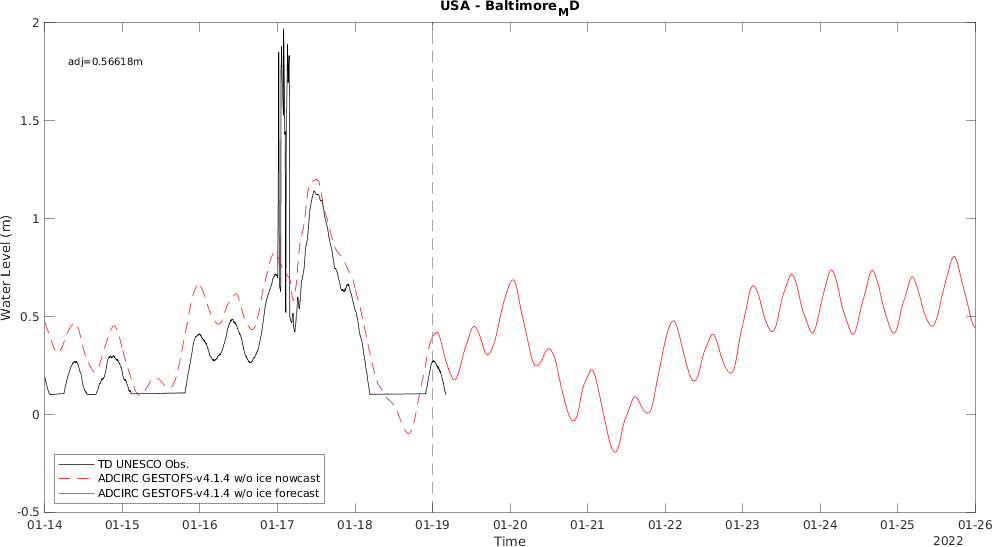 USA - Baltimore_MD
2
adj=0.56618m
1.5
1
0.5
0
-0.5
Water Level (m)
TD UNESCO Obs.
ADCIRC GESTOFS-v4.1.4 w/o ice nowcast
ADCIRC GESTOFS-v4.1.4 w/o ice forecast
01-14 01-15 01-16 01-17 01-18 01-19 01-20 01-21 01-22 01-23 01-24 01-25 01-26
Time
2022